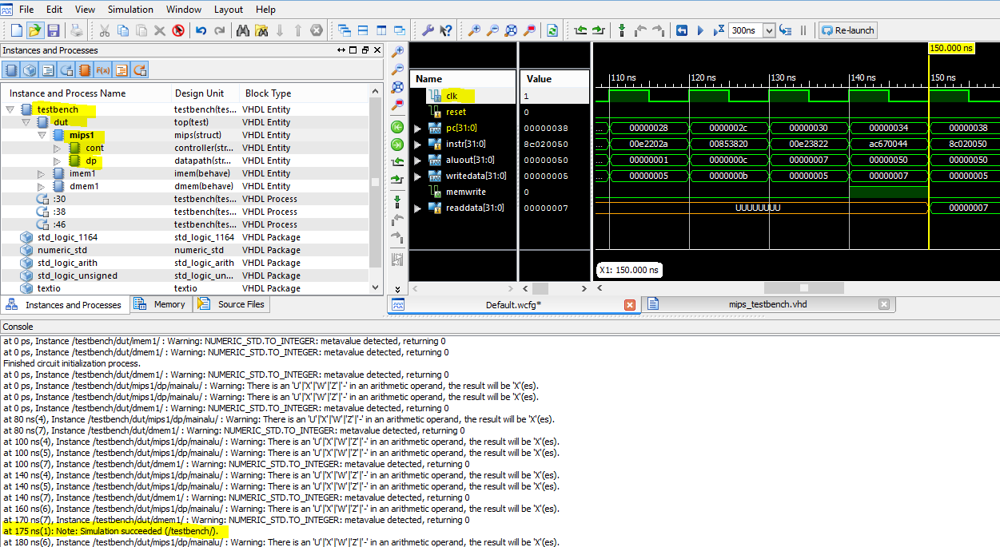 File Edit View Simulation Window Layout Help
300ns Re-launch
Instances and Processes
Instance and Process Name Design Unit Block Type
testbench testbench(tes... VHDL Entity
dut top(test) VHDL Entity
mips1 mips(struct) VHDL Entity
cont controller(str... VHDL Entity
dp datapath(str... VHDL Entity
imem1 imem(behave) VHDL Entity
dmem1 dmem(behave) VHDL Entity
:30 testbench(tes... VHDL Process
:38 testbench(tes... VHDL Process
:46 testbench(tes... VHDL Process
std_logic_1164 std_logic_1164 VHDL Package
numeric_std numeric_std VHDL Package
std_logic_arith std_logic_arith VHDL Package
std_logic_unsigned std_logic_un... VHDL Package
textio textio VHDL Package
Instances and Processes Memory Source Files
150.000 ns
Name Value 110 ns 120 ns 130 ns 140 ns 150 ns
clk 1
reset 0
pc[31:0] 00000038 ... 00000028 0000002c 00000030 00000034 00000038
instr[31:0] 8c020050 ... 00e2202a 00853820 00e23822 ac670044 8c020050
aluout[31:0] 00000050 ... 00000001 0000000c 00000007 00000050 00000050
writedata[31:0] 00000005 ... 00000005 0000000b 00000005 00000007 00000005
memwrite 0
readdata[31:0] 00000007 ... UUUUUUUU 00000007
X1: 150.000 ns
Default.wcfg* mips_testbench.vhd
Console
at 0 ps, Instance /testbench/dut/imem1/ : Warning: NUMERIC_STD.TO_INTEGER: metavalue detected, returning 0
at 0 ps, Instance /testbench/dut/dmem1/ : Warning: NUMERIC_STD.TO_INTEGER: metavalue detected, returning 0
Finished circuit initialization process.
at 0 ps, Instance /testbench/dut/dmem1/ : Warning: NUMERIC_STD.TO_INTEGER: metavalue detected, returning 0
at 0 ps, Instance /testbench/dut/mips1/dp/mainalu/ : Warning: There is an 'U'|'X'|'W'|'Z'|'-' in an arithmetic operand, the result will be 'X'(es).
at 0 ps, Instance /testbench/dut/mips1/dp/mainalu/ : Warning: There is an 'U'|'X'|'W'|'Z'|'-' in an arithmetic operand, the result will be 'X'(es).
at 0 ps, Instance /testbench/dut/dmem1/ : Warning: NUMERIC_STD.TO_INTEGER: metavalue detected, returning 0
at 80 ns(4), Instance /testbench/dut/mips1/dp/mainalu/ : Warning: There is an 'U'|'X'|'W'|'Z'|'-' in an arithmetic operand, the result will be 'X'(es).
at 80 ns(7), Instance /testbench/dut/dmem1/ : Warning: NUMERIC_STD.TO_INTEGER: metavalue detected, returning 0
at 100 ns(4), Instance /testbench/dut/mips1/dp/mainalu/ : Warning: There is an 'U'|'X'|'W'|'Z'|'-' in an arithmetic operand, the result will be 'X'(es).
at 100 ns(5), Instance /testbench/dut/mips1/dp/mainalu/ : Warning: There is an 'U'|'X'|'W'|'Z'|'-' in an arithmetic operand, the result will be 'X'(es).
at 100 ns(7), Instance /testbench/dut/dmem1/ : Warning: NUMERIC_STD.TO_INTEGER: metavalue detected, returning 0
at 140 ns(4), Instance /testbench/dut/mips1/dp/mainalu/ : Warning: There is an 'U'|'X'|'W'|'Z'|'-' in an arithmetic operand, the result will be 'X'(es).
at 140 ns(5), Instance /testbench/dut/mips1/dp/mainalu/ : Warning: There is an 'U'|'X'|'W'|'Z'|'-' in an arithmetic operand, the result will be 'X'(es).
at 140 ns(7), Instance /testbench/dut/dmem1/ : Warning: NUMERIC_STD.TO_INTEGER: metavalue detected, returning 0
at 160 ns(6), Instance /testbench/dut/mips1/dp/mainalu/ : Warning: There is an 'U'|'X'|'W'|'Z'|'-' in an arithmetic operand, the result will be 'X'(es).
at 170 ns(7), Instance /testbench/dut/dmem1/ : Warning: NUMERIC_STD.TO_INTEGER: metavalue detected, returning 0
at 175 ns(1): Note: Simulation succeeded (/testbench/).
at 180 ns(6), Instance /testbench/dut/mips1/dp/mainalu/ : Warning: There is an 'U'|'X'|'W'|'Z'|'-' in an arithmetic operand, the result will be 'X'(es).